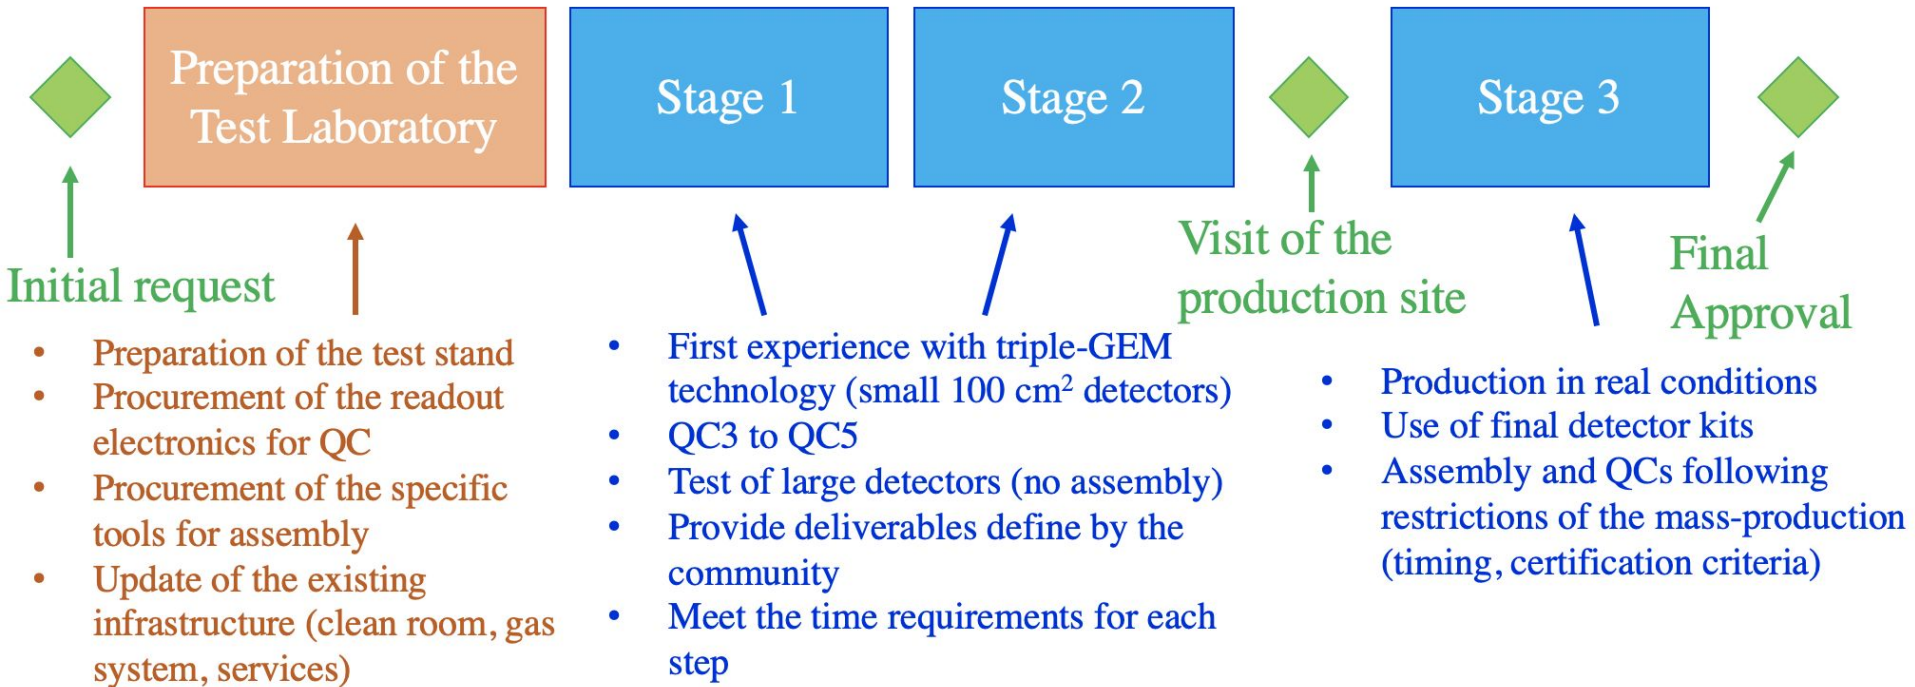 Preparation of the
Test Laboratory
Stage 1
Stage 2
Stage 3
Initial request
Visit of the
production site
Final
Approval
• Preparation of the test stand
• Procurement of the readout
electronics for QC
• Procurement of the specific
tools for assembly
• Update of the existing
infrastructure (clean room, gas
system, services)
• First experience with triple-GEM
technology (small 100 cm² detectors)
• QC3 to QC5
• Test of large detectors (no assembly)
• Provide deliverables define by the
community
• Meet the time requirements for each
step
• Production in real conditions
• Use of final detector kits
• Assembly and QCs following
restrictions of the mass-production
(timing, certification criteria)